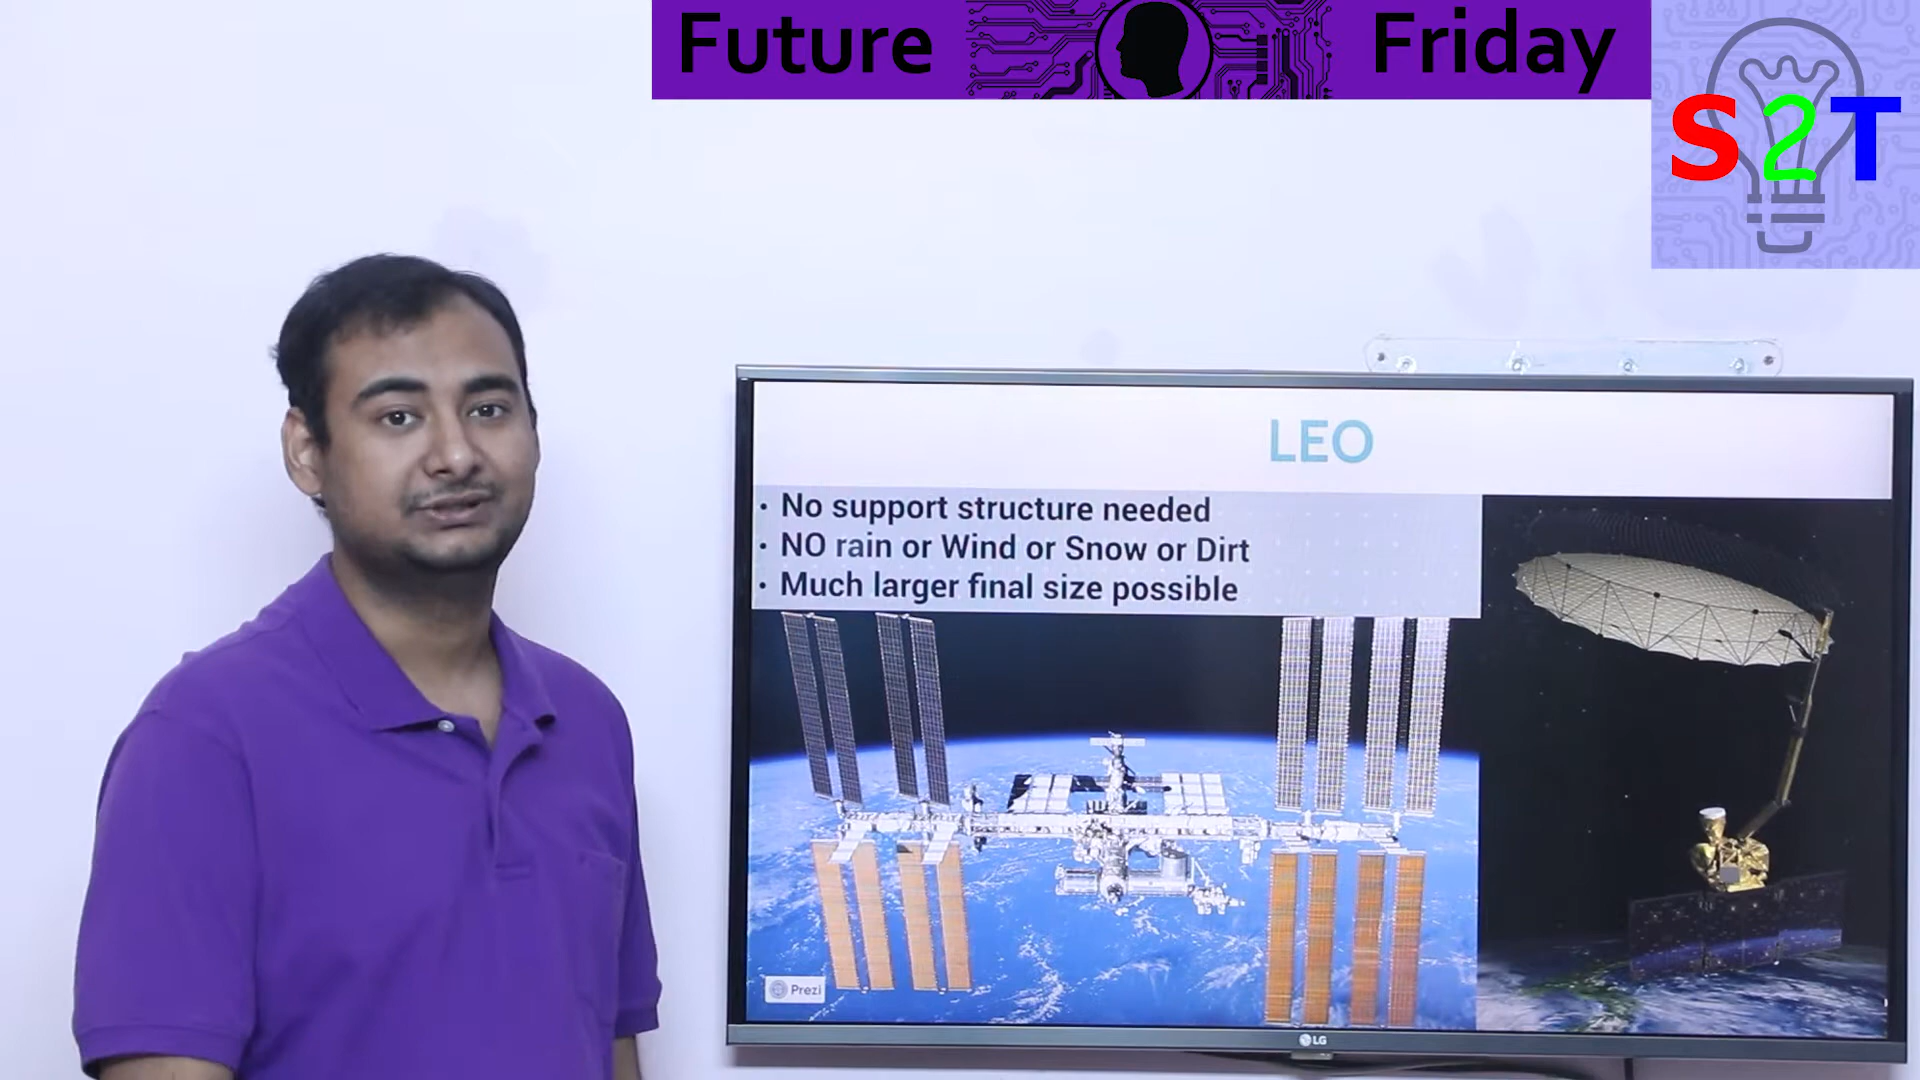 Future Friday
S2T
LEO
• No support structure needed
• NO rain or Wind or Snow or Dirt
• Much larger final size possible
Prezi
LG